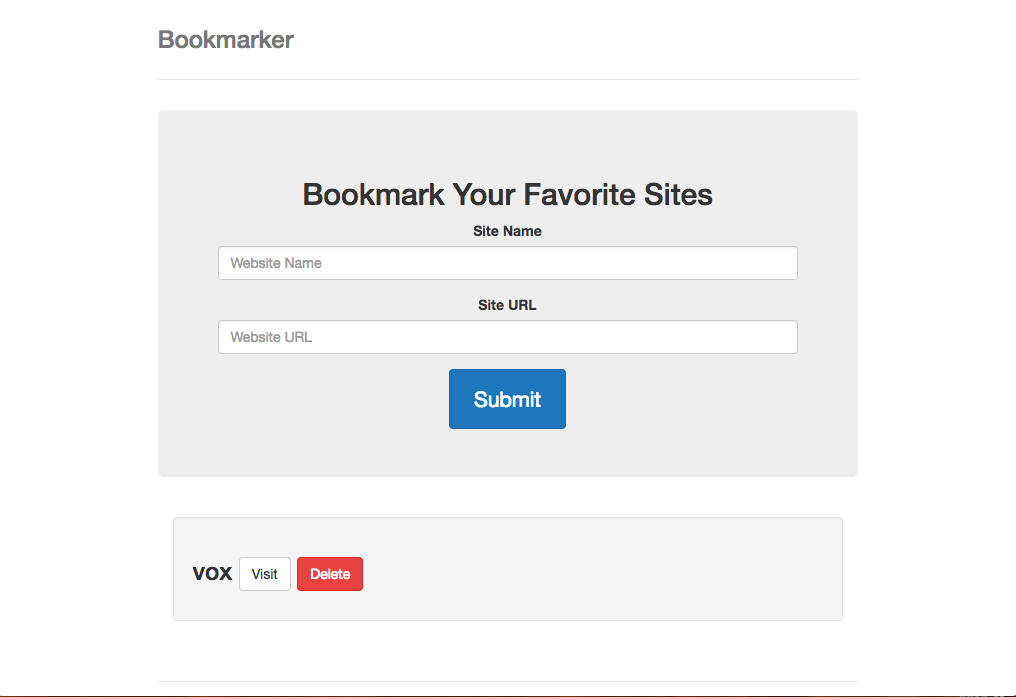 Bookmarker
Bookmark Your Favorite Sites
Site Name
Website Name
Site URL
Website URL
Submit
VOX Visit Delete